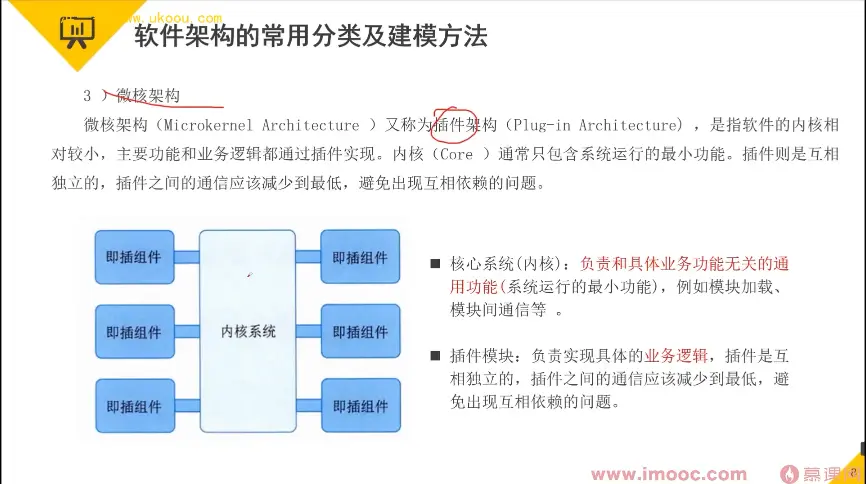 www.ukoou.com
软件架构的常用分类及建模方法
3 ）微核架构
微核架构（Microkernel Architecture ）又称为插件架构（Plug-in Architecture），是指软件的内核相
对较小，主要功能和业务逻辑都通过插件实现。内核（Core ）通常只包含系统运行的最小功能。插件则是互相
独立的，插件之间的通信应该减少到最低，避免出现互相依赖的问题。
即插组件
即插组件
即插组件
内核系统
即插组件
即插组件
即插组件
■ 核心系统(内核)：负责和具体业务功能无关的通
用功能(系统运行的最小功能)，例如模块加载、
模块间通信等 。
■ 插件模块：负责实现具体的业务逻辑，插件是互
相独立的，插件之间的通信应该减少到最低，避
免出现互相依赖的问题。
www.imooc.com
慕课
8